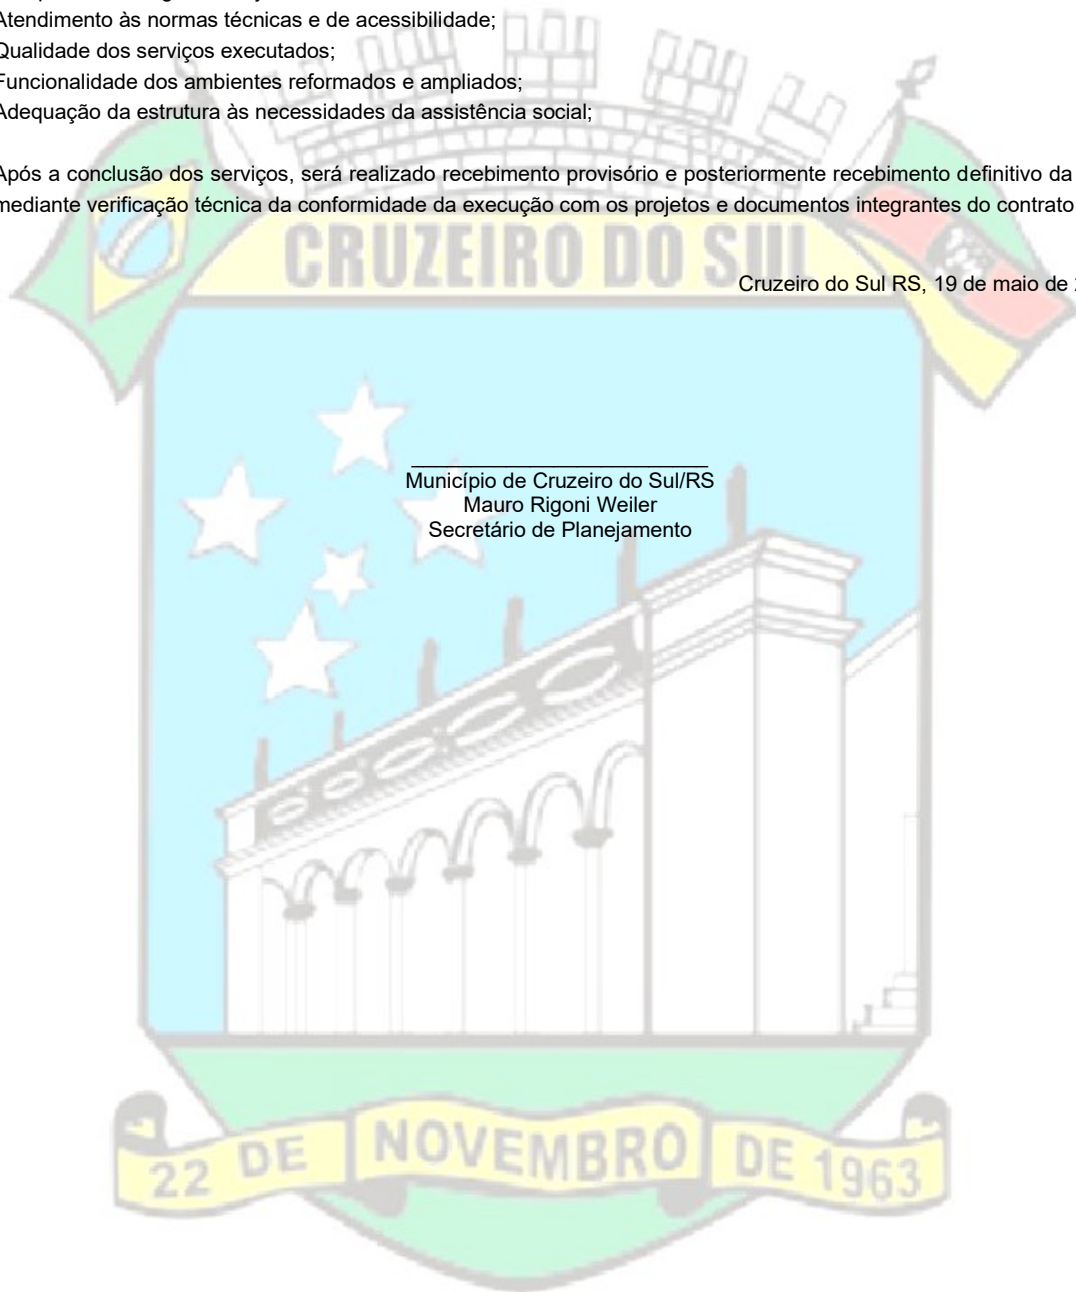 Atendimento às normas técnicas e de acessibilidade;
Qualidade dos serviços executados;
Funcionalidade dos ambientes reformados e ampliados;
Adequação da estrutura às necessidades da assistência social;
Após a conclusão dos serviços, será realizado recebimento provisório e posteriormente recebimento definitivo da
mediante verificação técnica da conformidade da execução com os projetos e documentos integrantes do contrato
CRUZEIRO DO SUL
Cruzeiro do Sul RS, 19 de maio de
Município de Cruzeiro do Sul/RS
Mauro Rigoni Weiler
Secretário de Planejamento
22 DE NOVEMBRO DE 1963